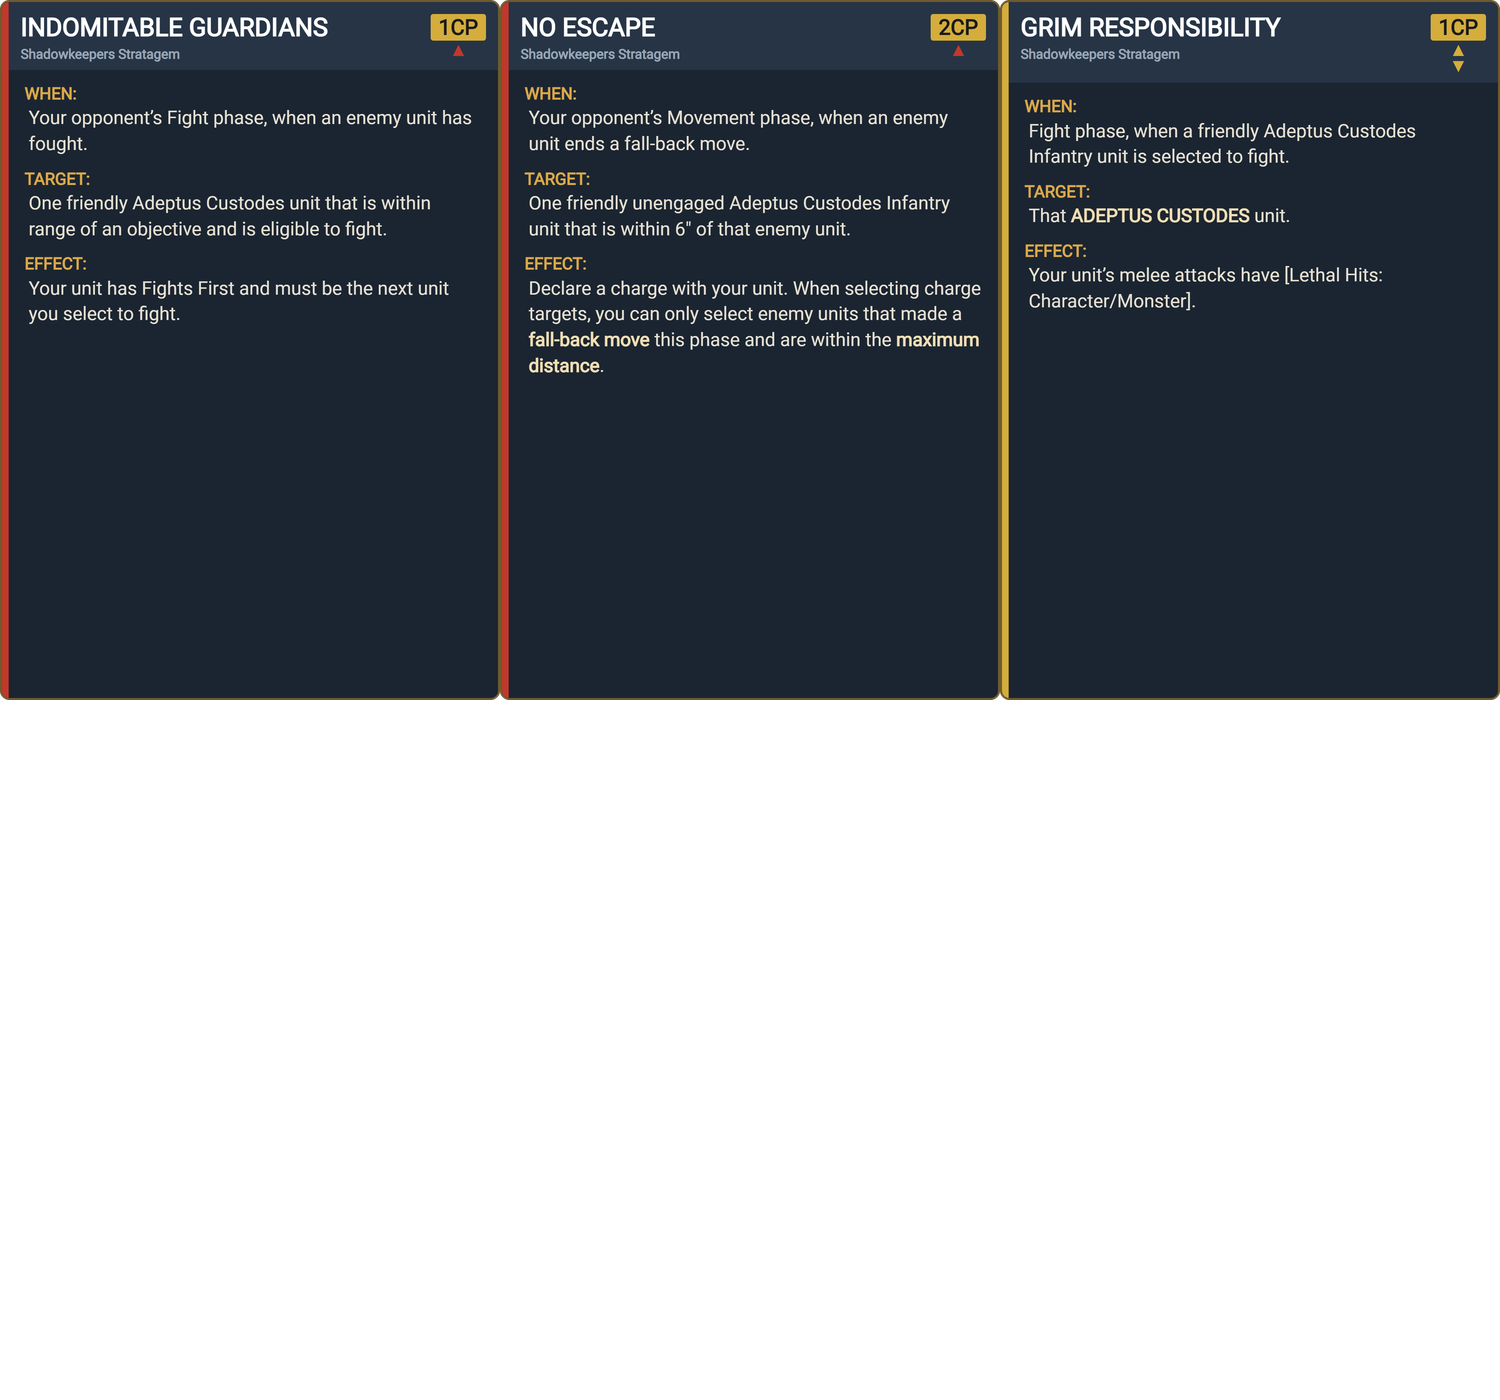 INDOMITABLE GUARDIANS
1CP
Shadowkeepers Stratagem
WHEN:
Your opponent’s Fight phase, when an enemy unit has
fought.
TARGET:
One friendly Adeptus Custodes unit that is within
range of an objective and is eligible to fight.
EFFECT:
Your unit has Fights First and must be the next unit
you select to fight.
NO ESCAPE
2CP
Shadowkeepers Stratagem
WHEN:
Your opponent’s Movement phase, when an enemy
unit ends a fall-back move.
TARGET:
One friendly unengaged Adeptus Custodes Infantry
unit that is within 6" of that enemy unit.
EFFECT:
Declare a charge with your unit. When selecting charge
targets, you can only select enemy units that made a
fall-back move this phase and are within the maximum
distance.
GRIM RESPONSIBILITY
1CP
Shadowkeepers Stratagem
WHEN:
Fight phase, when a friendly Adeptus Custodes
Infantry unit is selected to fight.
TARGET:
That ADEPTUS CUSTODES unit.
EFFECT:
Your unit’s melee attacks have [Lethal Hits:
Character/Monster].